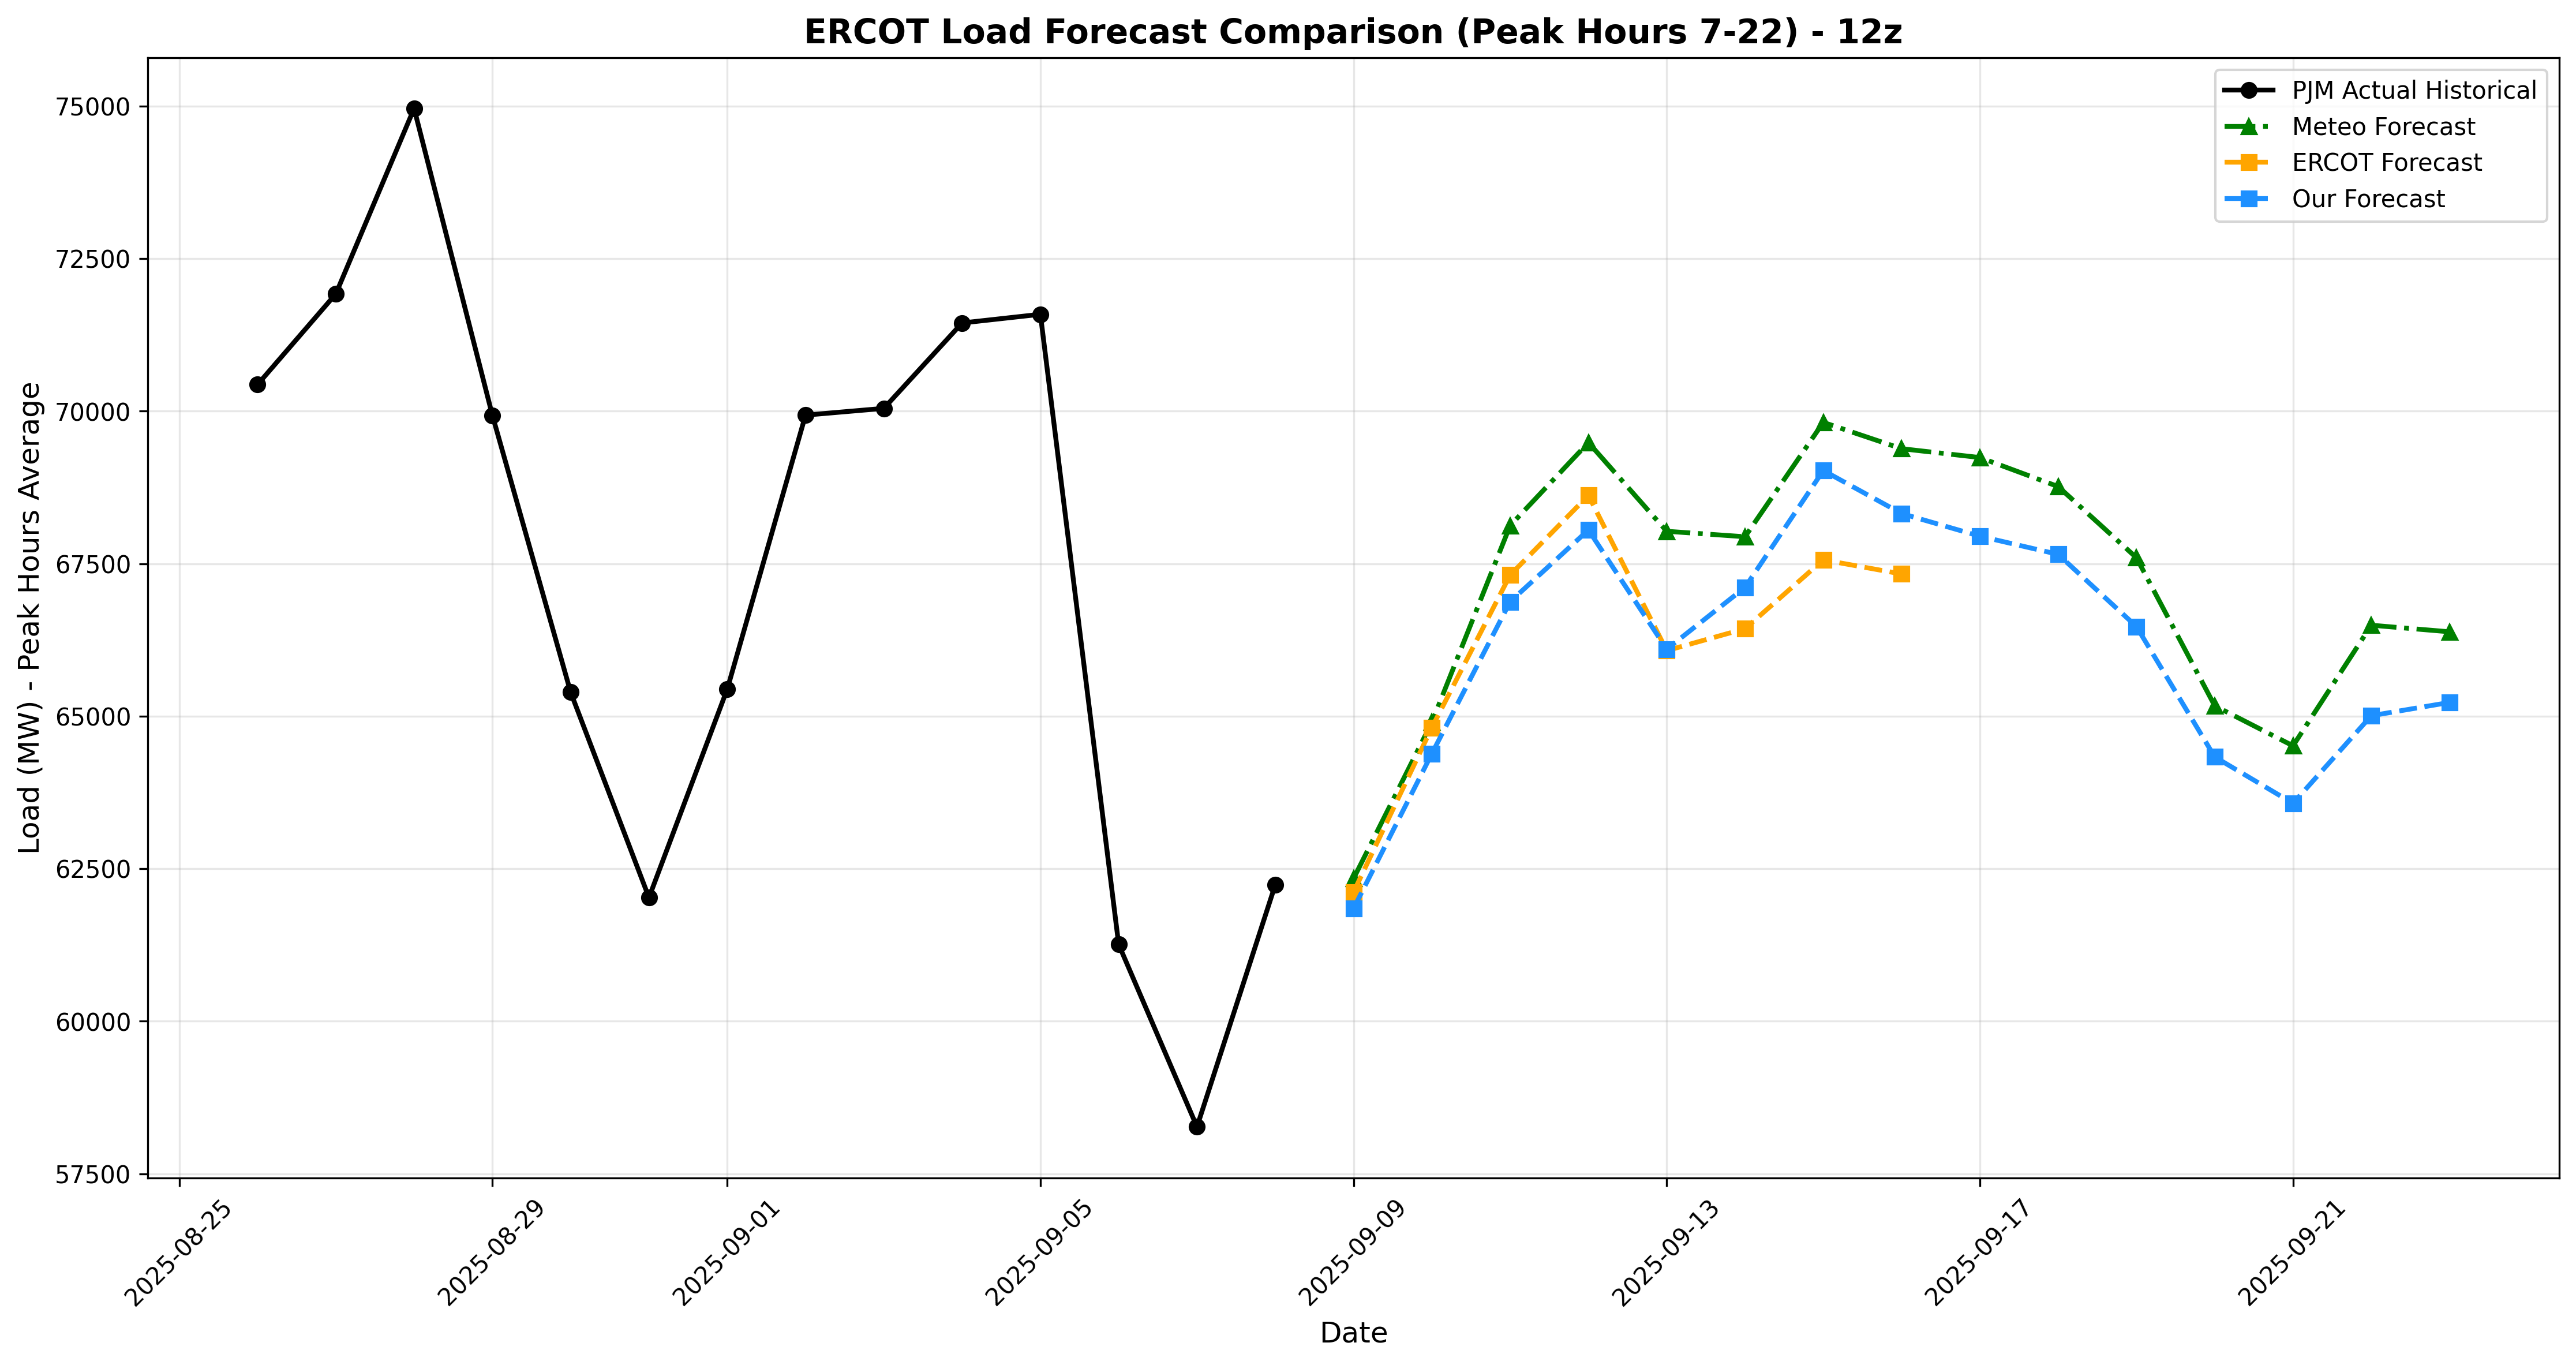 ERCOT Load Forecast Comparison (Peak Hours 7-22) - 12z
PJM Actual Historical
Meteo Forecast
ERCOT Forecast
Our Forecast
Load (MW) - Peak Hours Average
75000
72500
70000
67500
65000
62500
60000
57500
2025-08-25
2025-08-29
2025-09-01
2025-09-05
2025-09-09
2025-09-13
2025-09-17
2025-09-21
Date